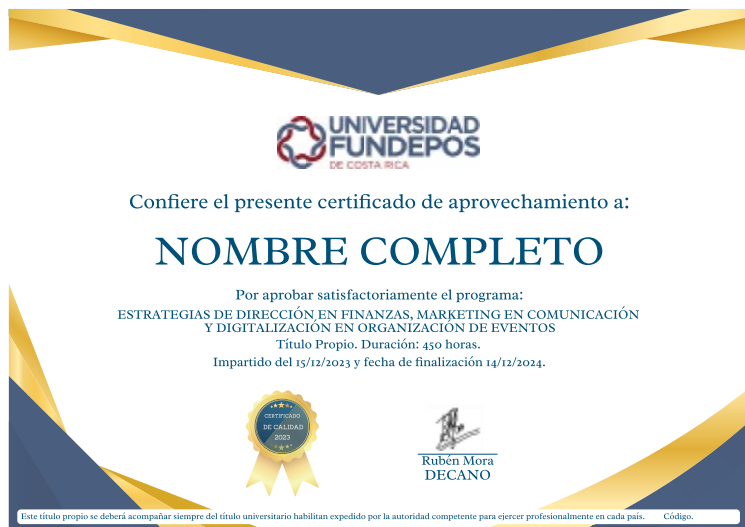 UNIVERSIDAD
FUNDEPOS
DE COSTA RICA
Confiere el presente certificado de aprovechamiento a:
NOMBRE COMPLETO
Por aprobar satisfactoriamente el programa:
ESTRATEGIAS DE DIRECCIÓN EN FINANZAS, MARKETING EN COMUNICACIÓN
Y DIGITALIZACIÓN EN ORGANIZACIÓN DE EVENTOS
Título Propio. Duración: 450 horas.
Impartido del 15/12/2023 y fecha de finalización 14/12/2024.
CERTIFICADO
DE CALIDAD
2023
Rubén Mora
DECANO
Este título propio se deberá acompañar siempre del título universitario habilitan expedido por la autoridad competente para ejercer profesionalmente en cada país. Código.